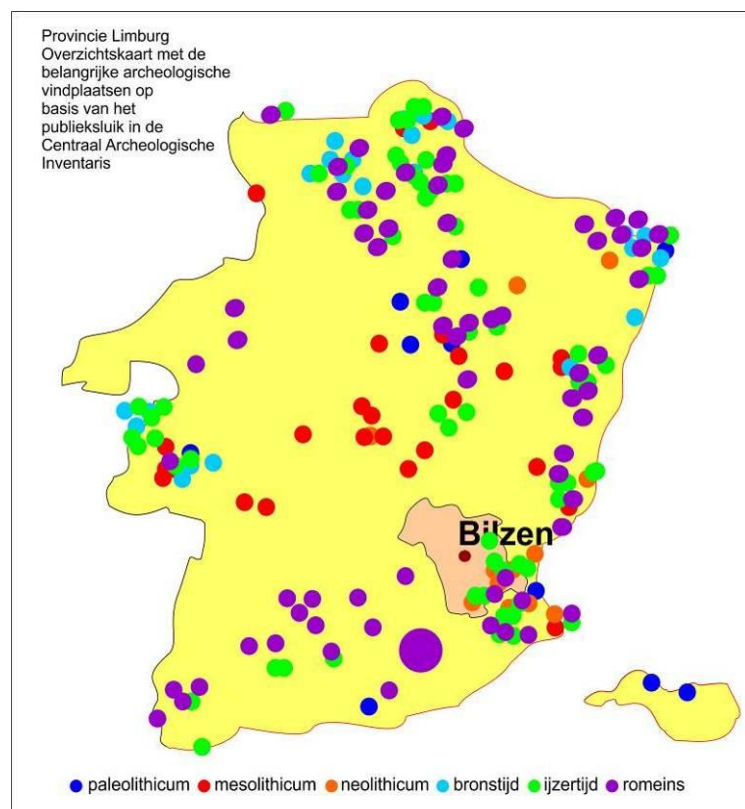 Provincie Limburg
Overzichtskaart met de
belangrijke archeologische
vindplaatsen op
basis van het
publieksluik in de
Centraal Archeologische
Inventaris
Bilzen
paleolithicum mesolithicum neolithicum bronstijd ijzertijd romeins